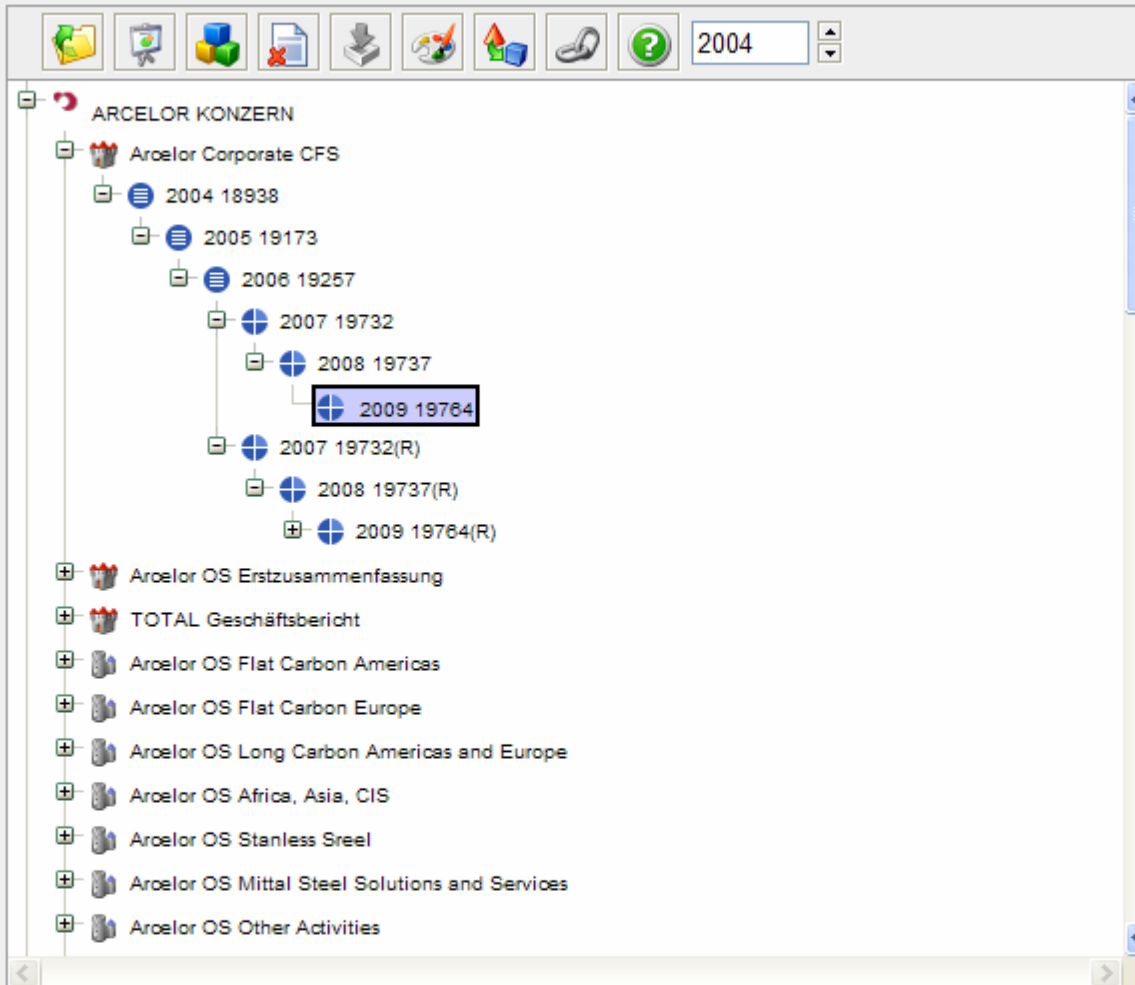 2004
ARCELOR KONZERN
Arcelor Corporate CFS
2004 18938
2005 19173
2006 19257
2007 19732
2008 19737
2009 19764
2007 19732(R)
2008 19737(R)
2009 19764(R)
Arcelor OS Erstzusammenfassung
TOTAL Geschäftsbericht
Arcelor OS Flat Carbon Americas
Arcelor OS Flat Carbon Europe
Arcelor OS Long Carbon Americas and Europe
Arcelor OS Africa, Asia, CIS
Arcelor OS Stanless Sreel
Arcelor OS Mittal Steel Solutions and Services
Arcelor OS Other Activities